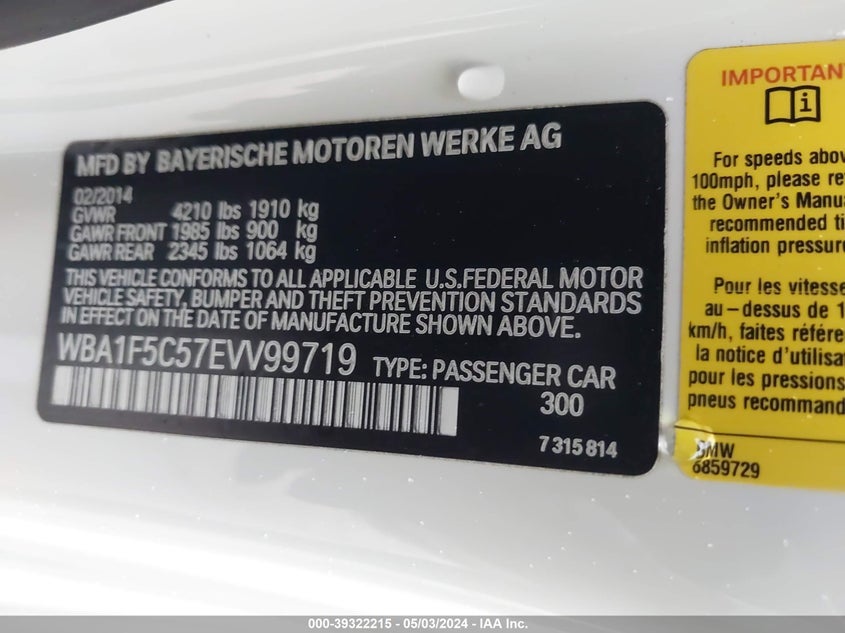 MFD BY BAYERISCHE MOTOREN WERKE AG
02/2014
GVWR 4210 lbs 1910 kg
GAWR FRONT 1985 lbs 900 kg
GAWR REAR 2345 lbs 1064 kg
THIS VEHICLE CONFORMS TO ALL APPLICABLE U.S.FEDERAL MOTOR
VEHICLE SAFETY, BUMPER AND THEFT PREVENTION STANDARDS
IN EFFECT ON THE DATE OF MANUFACTURE SHOWN ABOVE.
WBA1F5C57EVV99719 TYPE: PASSENGER CAR
300
7315814
IMPORTAN
i
For speeds abov
100mph, please re
the Owner's Manua
recommended ti
inflation pressure
Pour les vitesse
au-dessus de 1
km/h, faites référe
la notice d'utilisat
pour les pressions
pneus recommand
BMW
6859729
000-39322215 - 05/03/2024 - IAA Inc.